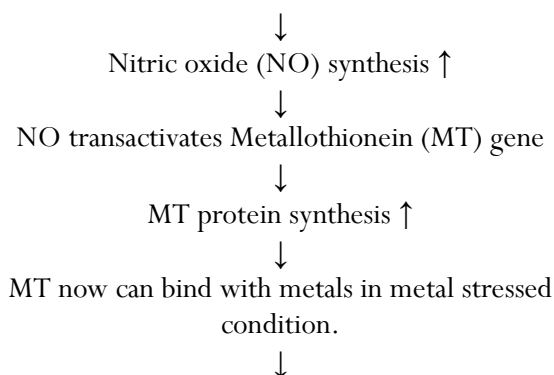 ↓
Nitric oxide (NO) synthesis ↑
↓
NO transactivates Metallothionein (MT) gene
↓
MT protein synthesis ↑
↓
MT now can bind with metals in metal stressed
condition.
↓